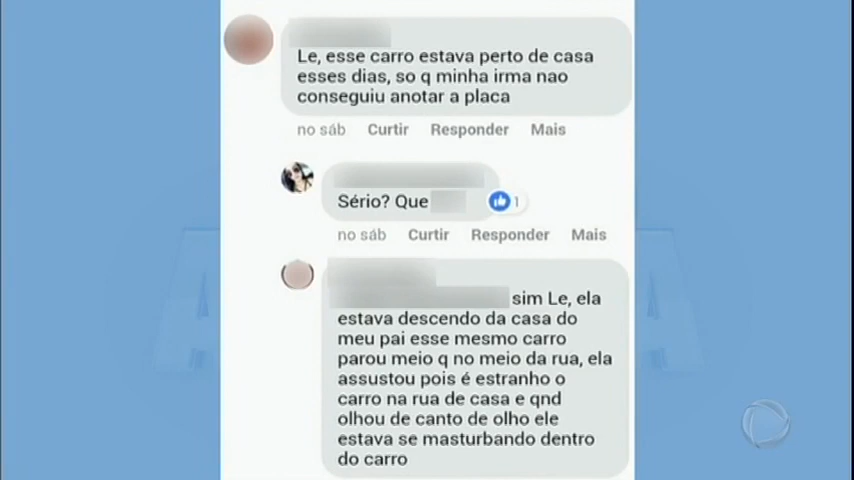 Le, esse carro estava perto de casa
esses dias, so q minha irma nao
conseguiu anotar a placa
no sáb Curtir Responder Mais
Sério? Que
1
no sáb Curtir Responder Mais
sim Le, ela
estava descendo da casa do
meu pai esse mesmo carro
parou meio q no meio da rua, ela
assustou pois é estranho o
carro na rua de casa e qnd
olhou de canto de olho ele
estava se masturbando dentro
do carro